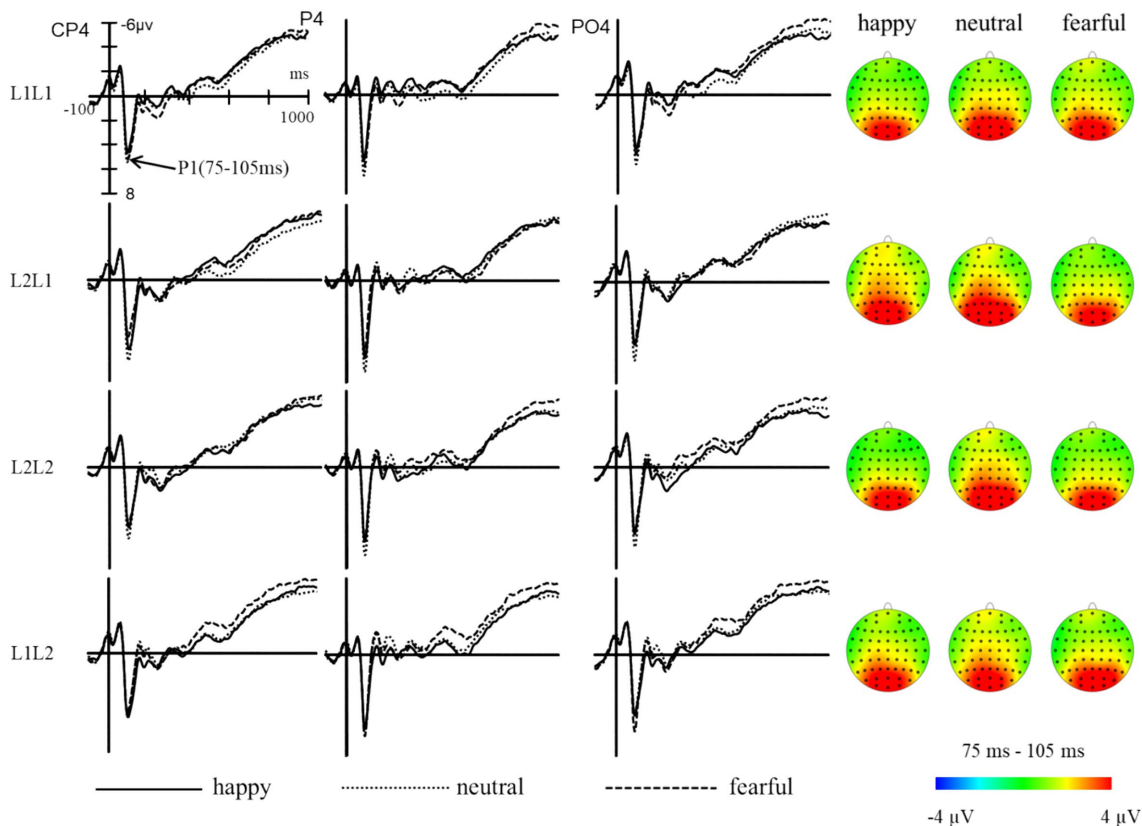 CP4 -6μv P4 PO4 happy neutral fearful
L1L1 ms
-100 1000
P1(75-105ms)
8
L2L1
L2L2
L1L2
75 ms - 105 ms
happy neutral fearful
-4 μV 4 μV